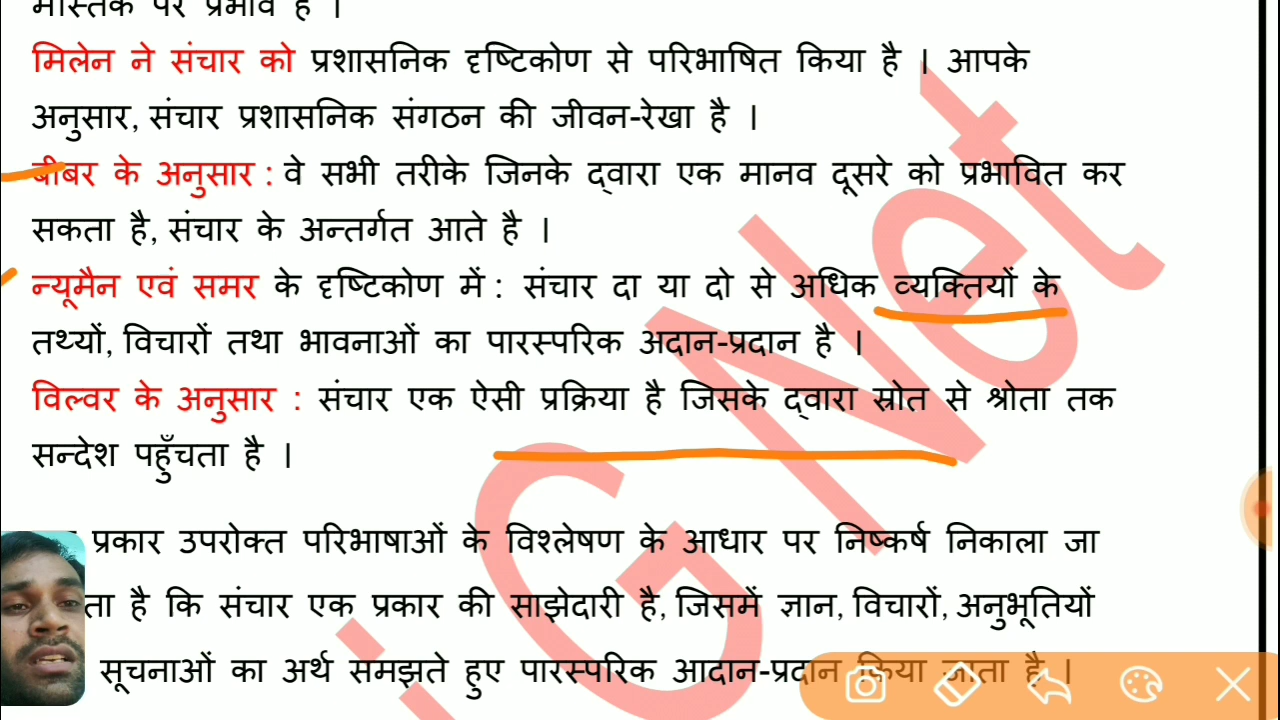 मस्तिक पर प्रभाव है ।
मिलेन ने संचार को प्रशासनिक दृष्टिकोण से परिभाषित किया है । आपके
अनुसार, संचार प्रशासनिक संगठन की जीवन-रेखा है ।
बीबर के अनुसार : वे सभी तरीके जिनके द्वारा एक मानव दूसरे को प्रभावित कर
सकता है, संचार के अन्तर्गत आते है ।
न्यूमैन एवं समर के दृष्टिकोण में : संचार दा या दो से अधिक व्यक्तियों के
तथ्यों, विचारों तथा भावनाओं का पारस्परिक अदान-प्रदान है ।
विल्वर के अनुसार : संचार एक ऐसी प्रक्रिया है जिसके द्वारा स्रोत से श्रोता तक
सन्देश पहुँचता है ।
प्रकार उपरोक्त परिभाषाओं के विश्लेषण के आधार पर निष्कर्ष निकाला जा
ता है कि संचार एक प्रकार की साझेदारी है, जिसमें ज्ञान, विचारों, अनुभूतियों
सूचनाओं का अर्थ समझते हुए पारस्परिक आदान-प्रदान किया जाता है ।
i G Net